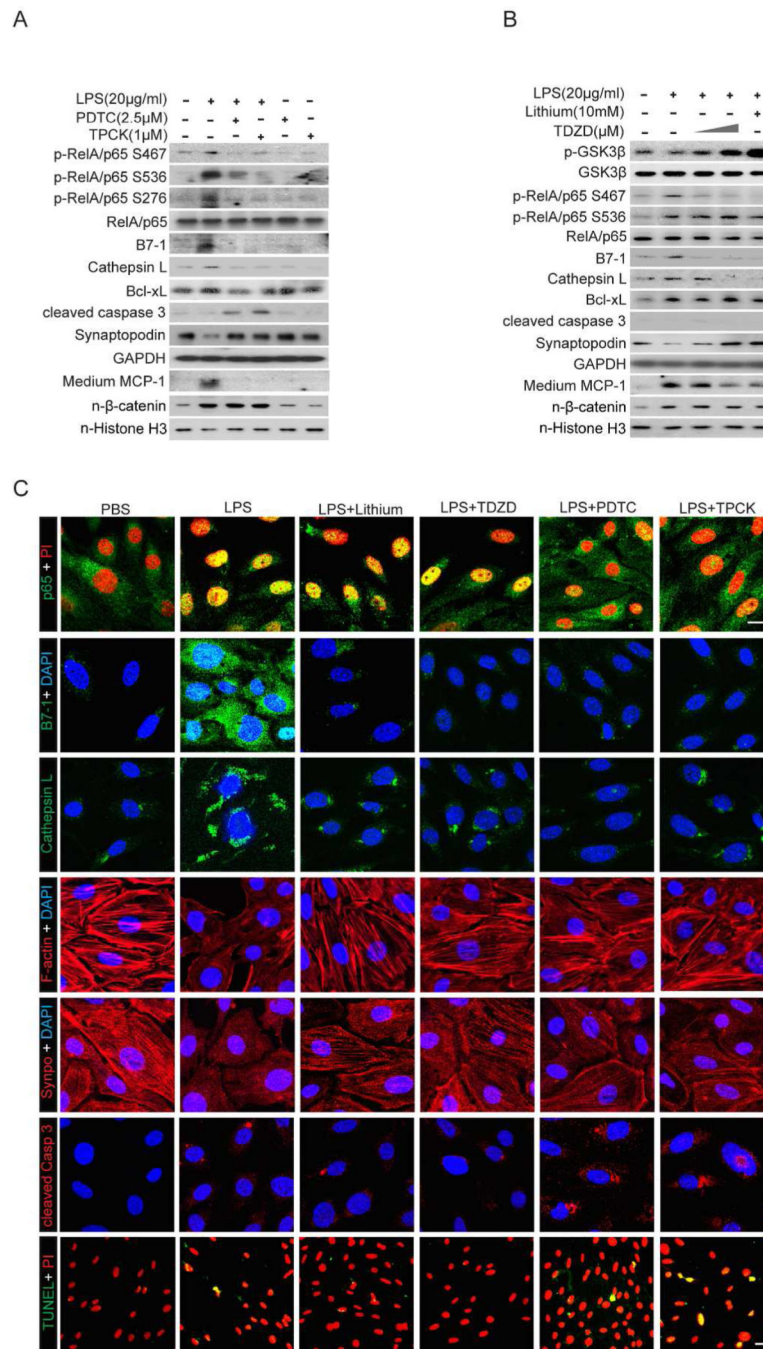 A
LPS(20μg/ml) - + + + - -
PDTC(2.5μM) - - + - + -
TPCK(1μM) - - - + - +
p-RelA/p65 S467
p-RelA/p65 S536
p-RelA/p65 S276
RelA/p65
B7-1
Cathepsin L
Bcl-xL
cleaved caspase 3
Synaptopodin
GAPDH
Medium MCP-1
n-β-catenin
n-Histone H3
B
LPS(20μg/ml) - + + + +
Lithium(10mM) - - - - +
TDZD(μM) - - -
p-GSK3β
GSK3β
p-RelA/p65 S467
p-RelA/p65 S536
RelA/p65
B7-1
Cathepsin L
Bcl-xL
cleaved caspase 3
Synaptopodin
GAPDH
Medium MCP-1
n-β-catenin
n-Histone H3
C
PBS LPS LPS+Lithium LPS+TDZD LPS+PDTC LPS+TPCK
p65 + PI
B7-1+ DAPI
Cathepsin L
F-actin + DAPI
Synpo + DAPI
cleaved Casp 3
TUNEL+ PI